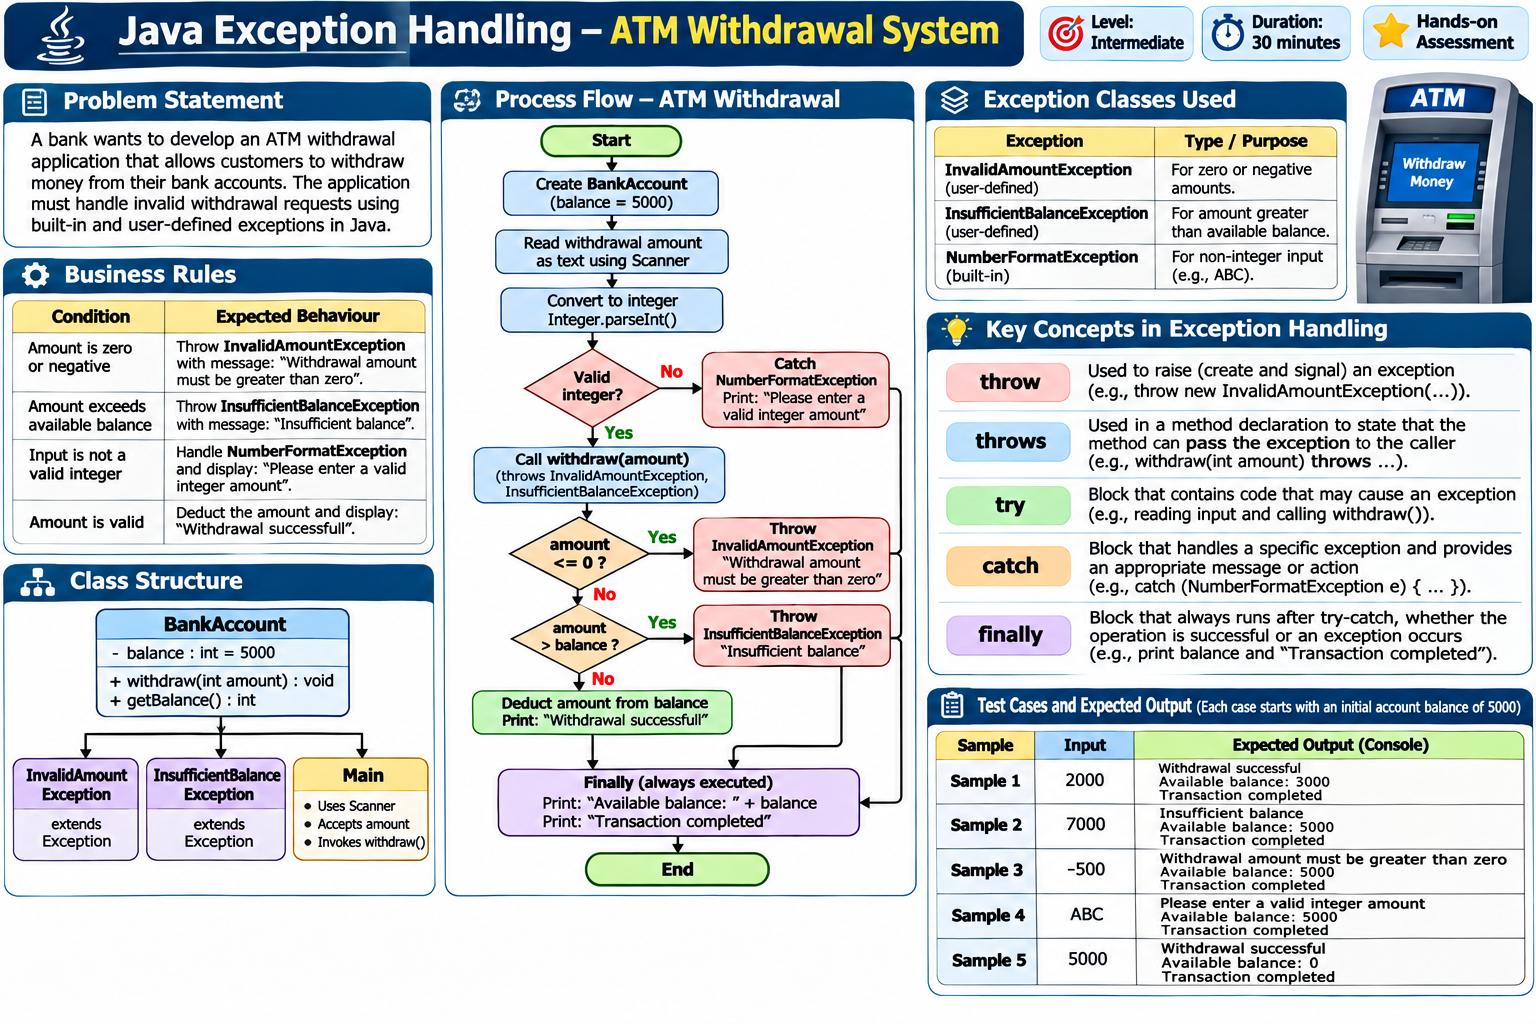 Java Exception Handling – ATM Withdrawal System
Level:
Intermediate
Duration:
30 minutes
Hands-on
Assessment
Problem Statement
A bank wants to develop an ATM withdrawal
application that allows customers to withdraw
money from their bank accounts. The application
must handle invalid withdrawal requests using
built-in and user-defined exceptions in Java.
Business Rules
Condition
Expected Behaviour
Amount is zero
or negative
Throw InvalidAmountException
with message: “Withdrawal amount
must be greater than zero”.
Amount exceeds
available balance
Throw InsufficientBalanceException
with message: “Insufficient balance”.
Input is not a
valid integer
Handle NumberFormatException
and display: “Please enter a valid
integer amount”.
Amount is valid
Deduct the amount and display:
“Withdrawal successfull”.
Class Structure
BankAccount
- balance : int = 5000
+ withdraw(int amount) : void
+ getBalance() : int
InvalidAmount
Exception
extends
Exception
InsufficientBalance
Exception
extends
Exception
Main
• Uses Scanner
• Accepts amount
• Invokes withdraw()
Process Flow – ATM Withdrawal
Start
Create BankAccount
(balance = 5000)
Read withdrawal amount
as text using Scanner
Convert to integer
Integer.parseInt()
Valid
integer?
No
Catch
NumberFormatException
Print: “Please enter a
valid integer amount”
Yes
Call withdraw(amount)
(throws InvalidAmountException,
InsufficientBalanceException)
amount
<= 0 ?
Yes
Throw
InvalidAmountException
“Withdrawal amount
must be greater than zero”
No
amount
> balance ?
Yes
Throw
InsufficientBalanceException
“Insufficient balance”
No
Deduct amount from balance
Print: “Withdrawal successfull”
Finally (always executed)
Print: “Available balance: ” + balance
Print: “Transaction completed”
End
Exception Classes Used
Exception
Type / Purpose
InvalidAmountException
(user-defined)
For zero or negative
amounts.
InsufficientBalanceException
(user-defined)
For amount greater
than available balance.
NumberFormatException
(built-in)
For non-integer input
(e.g., ABC).
ATM
Withdraw
Money
Key Concepts in Exception Handling
throw
Used to raise (create and signal) an exception
(e.g., throw new InvalidAmountException(...)).
throws
Used in a method declaration to state that the
method can pass the exception to the caller
(e.g., withdraw(int amount) throws ...).
try
Block that contains code that may cause an exception
(e.g., reading input and calling withdraw()).
catch
Block that handles a specific exception and provides
an appropriate message or action
(e.g., catch (NumberFormatException e) { ... }).
finally
Block that always runs after try-catch, whether the
operation is successful or an exception occurs
(e.g., print balance and “Transaction completed”).
Test Cases and Expected Output (Each case starts with an initial account balance of 5000)
Sample
Input
Expected Output (Console)
Sample 1
2000
Withdrawal successful
Available balance: 3000
Transaction completed
Sample 2
7000
Insufficient balance
Available balance: 5000
Transaction completed
Sample 3
-500
Withdrawal amount must be greater than zero
Available balance: 5000
Transaction completed
Sample 4
ABC
Please enter a valid integer amount
Available balance: 5000
Transaction completed
Sample 5
5000
Withdrawal successful
Available balance: 0
Transaction completed